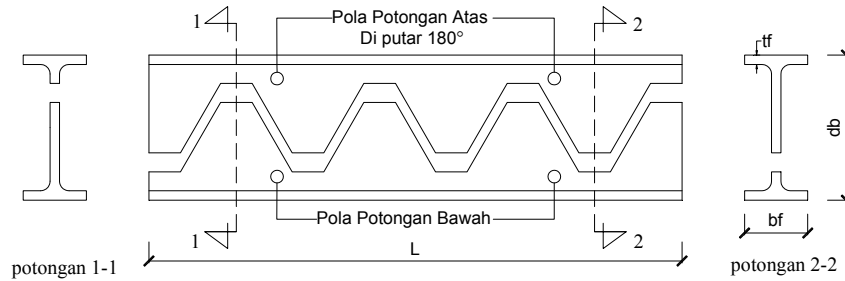 1
Pola Potongan Atas
Di putar 180°
2
tf
db
1
Pola Potongan Bawah
2
bf
L
potongan 1-1
potongan 2-2